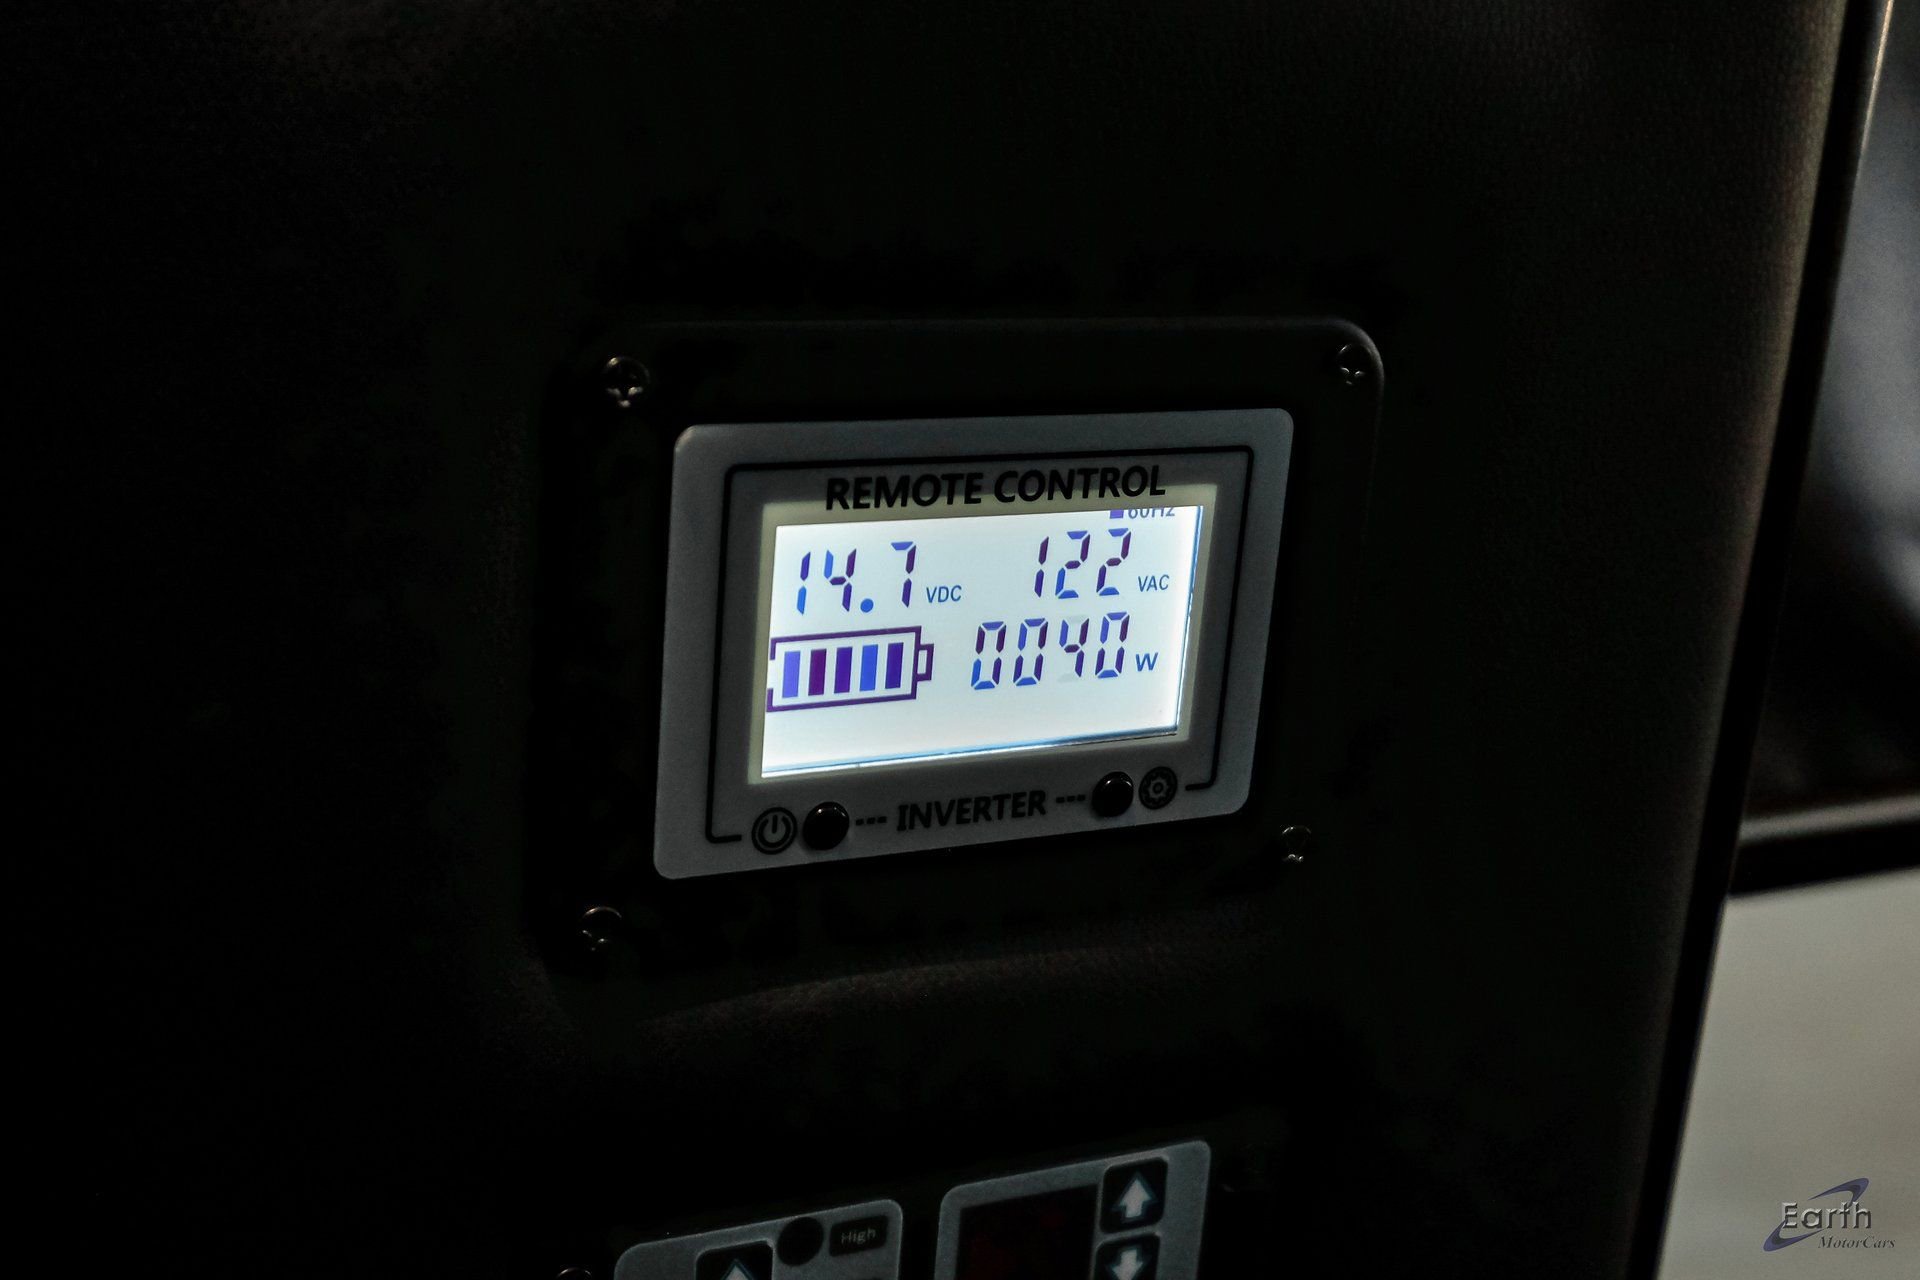 REMOTE CONTROL
60Hz
14.7 VDC 122 VAC
0040 W
--- INVERTER ---
High
Earth
MotorCars